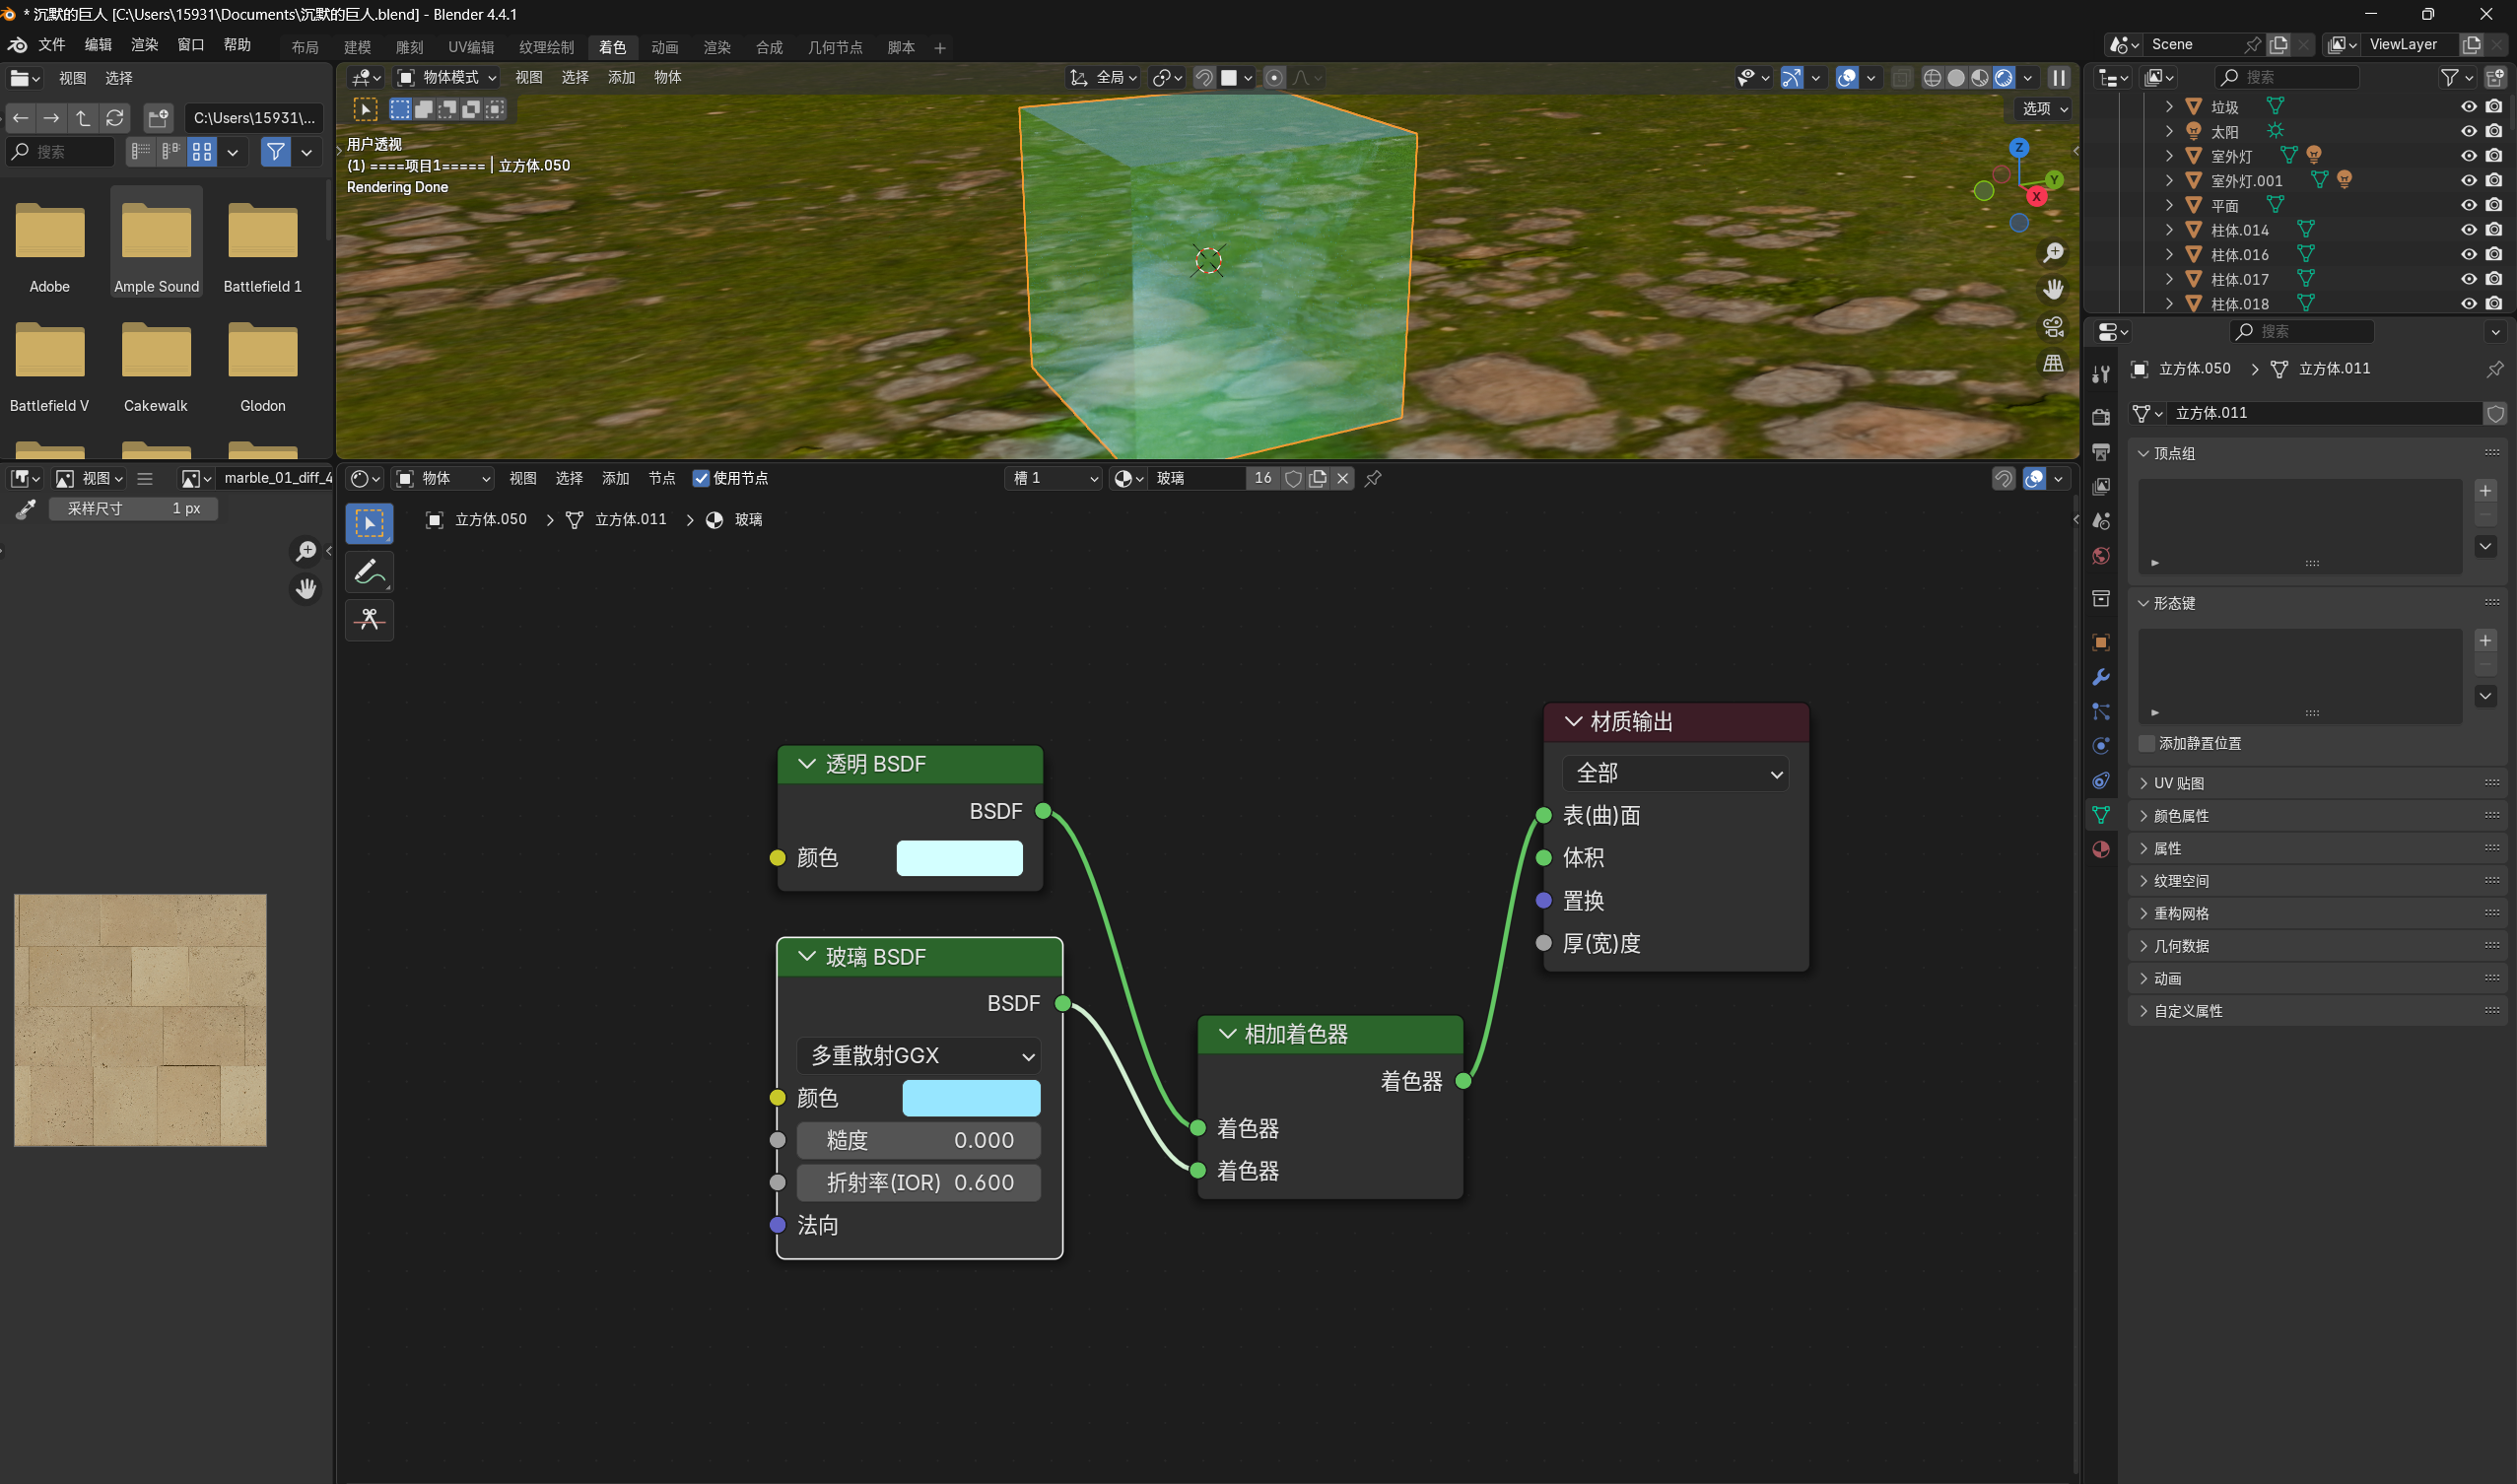 * 沉默的巨人 [C:\Users\15931\Documents\沉默的巨人.blend] - Blender 4.4.1
文件 编辑 渲染 窗口 帮助 布局 建模 雕刻 UV编辑 纹理绘制 着色 动画 渲染 合成 几何节点 脚本 + Scene ViewLayer
视图 选择
C:\Users\15931\...
搜索
Adobe Ample Sound Battlefield 1
Battlefield V Cakewalk Glodon
物体模式 视图 选择 添加 物体 全局
选项
用户透视
(1) ====项目1===== | 立方体.050
Rendering Done
Z
Y
X
搜索
垃圾
太阳
室外灯
室外灯.001
平面
柱体.014
柱体.016
柱体.017
柱体.018
视图 marble_01_diff_4
采样尺寸 1 px
物体 视图 选择 添加 节点 使用节点 槽 1 玻璃 16
立方体.050 > 立方体.011 > 玻璃
透明 BSDF
BSDF
颜色
玻璃 BSDF
BSDF
多重散射GGX
颜色
糙度 0.000
折射率(IOR) 0.600
法向
相加着色器
着色器
着色器
着色器
材质输出
全部
表(曲)面
体积
置换
厚(宽)度
搜索
立方体.050 > 立方体.011
立方体.011
顶点组
形态键
添加静置位置
UV 贴图
颜色属性
属性
纹理空间
重构网格
几何数据
动画
自定义属性